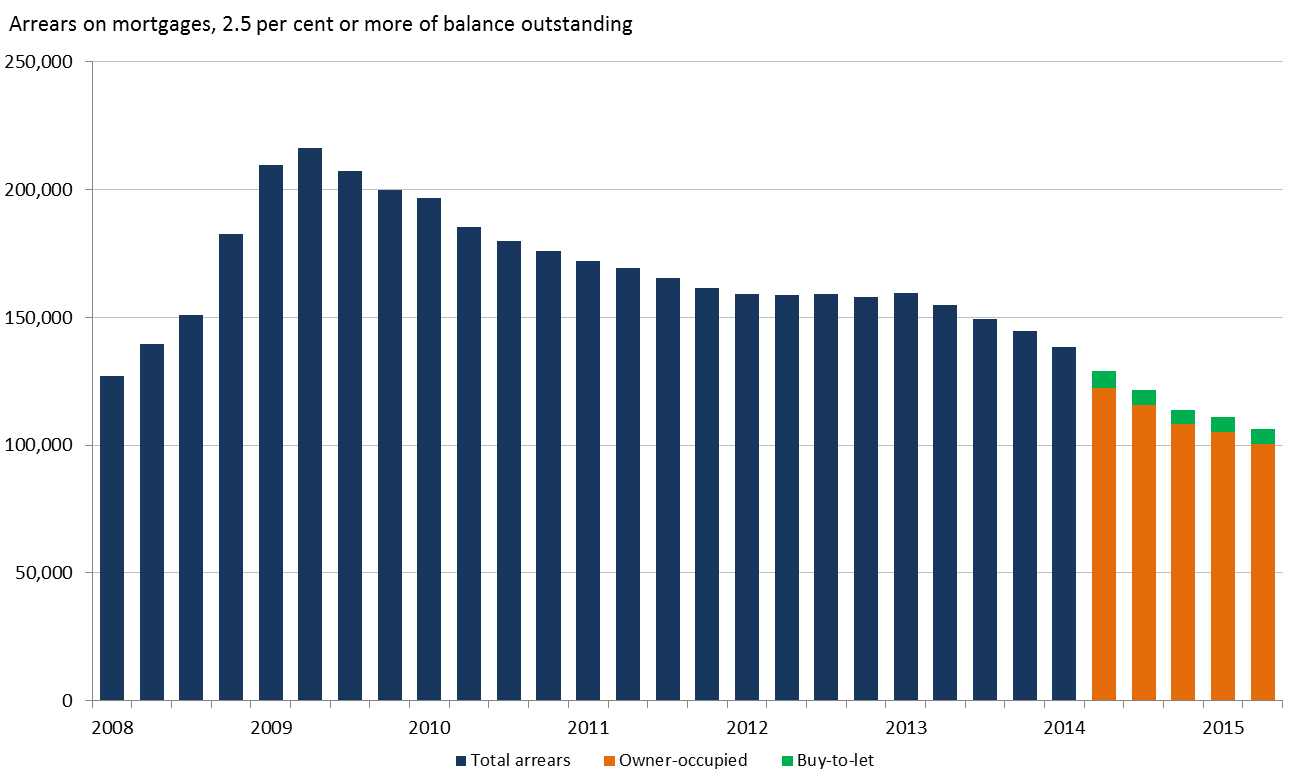 Arrears on mortgages, 2.5 per cent or more of balance outstanding
250,000
200,000
150,000
100,000
50,000
0
2008 2009 2010 2011 2012 2013 2014 2015
Total arrears Owner-occupied Buy-to-let